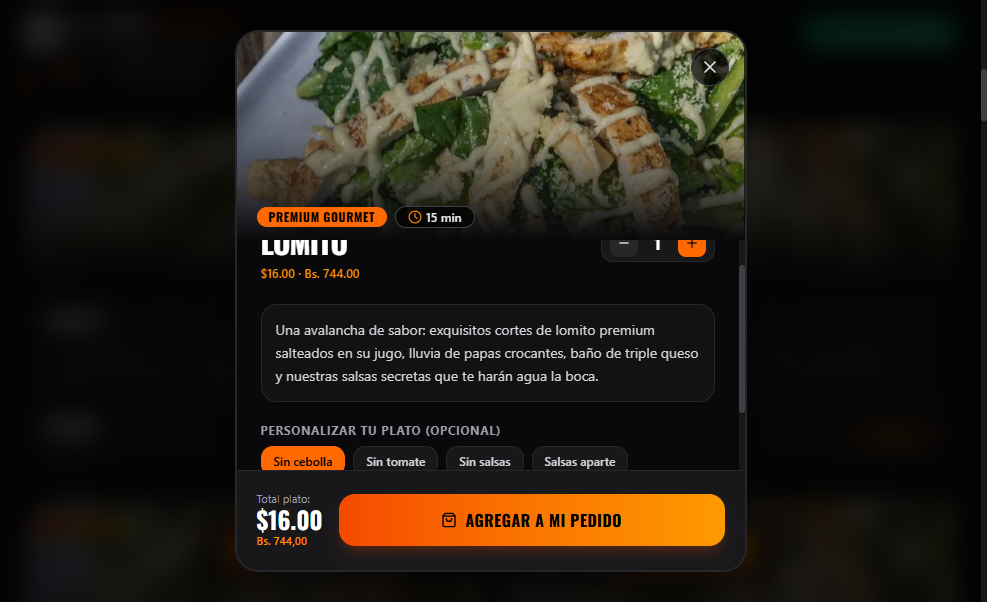 PREMIUM GOURMET
15 min
LOMITO
1
$16.00 · Bs. 744.00
Una avalancha de sabor: exquisitos cortes de lomito premium
salteados en su jugo, lluvia de papas crocantes, baño de triple queso
y nuestras salsas secretas que te harán agua la boca.
PERSONALIZAR TU PLATO (OPCIONAL)
Sin cebolla
Sin tomate
Sin salsas
Salsas aparte
Total plato:
$16.00
Bs. 744,00
AGREGAR A MI PEDIDO